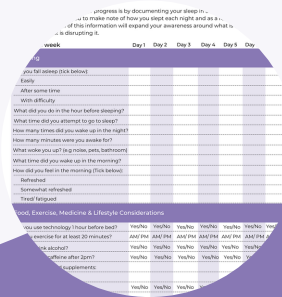 progress is by documenting your sleep in
to make note of how you slept each night and as a
of this information will expand your awareness around what
is disrupting it.
week Day 1 Day 2 Day 3 Day 4 Day 5 Day
you fall asleep (tick below):
Easily
After some time
With difficulty
What did you do in the hour before sleeping?
What time did you attempt to go to sleep?
How many times did you wake up in the night?
How many minutes were you awake for?
What woke you up? (e.g noise, pets, bathroom)
What time did you wake up in the morning?
How did you feel in the morning (Tick below):
Refreshed
Somewhat refreshed
Tired/ fatigued
ood, Exercise, Medicine & Lifestyle Considerations
you use technology 1 hour before bed? Yes/No Yes/No Yes/No Yes/No Yes/No Yes/No
exercise for at least 20 minutes? AM/ PM AM/ PM AM/ PM AM/ PM AM/ PM AM/ PM
alcohol? Yes/No Yes/No Yes/No Yes/No Yes/No Yes/No
caffeine after 2pm? Yes/No Yes/No Yes/No Yes/No Yes/No
supplements:
Yes/No Yes/No Yes/No Yes/No